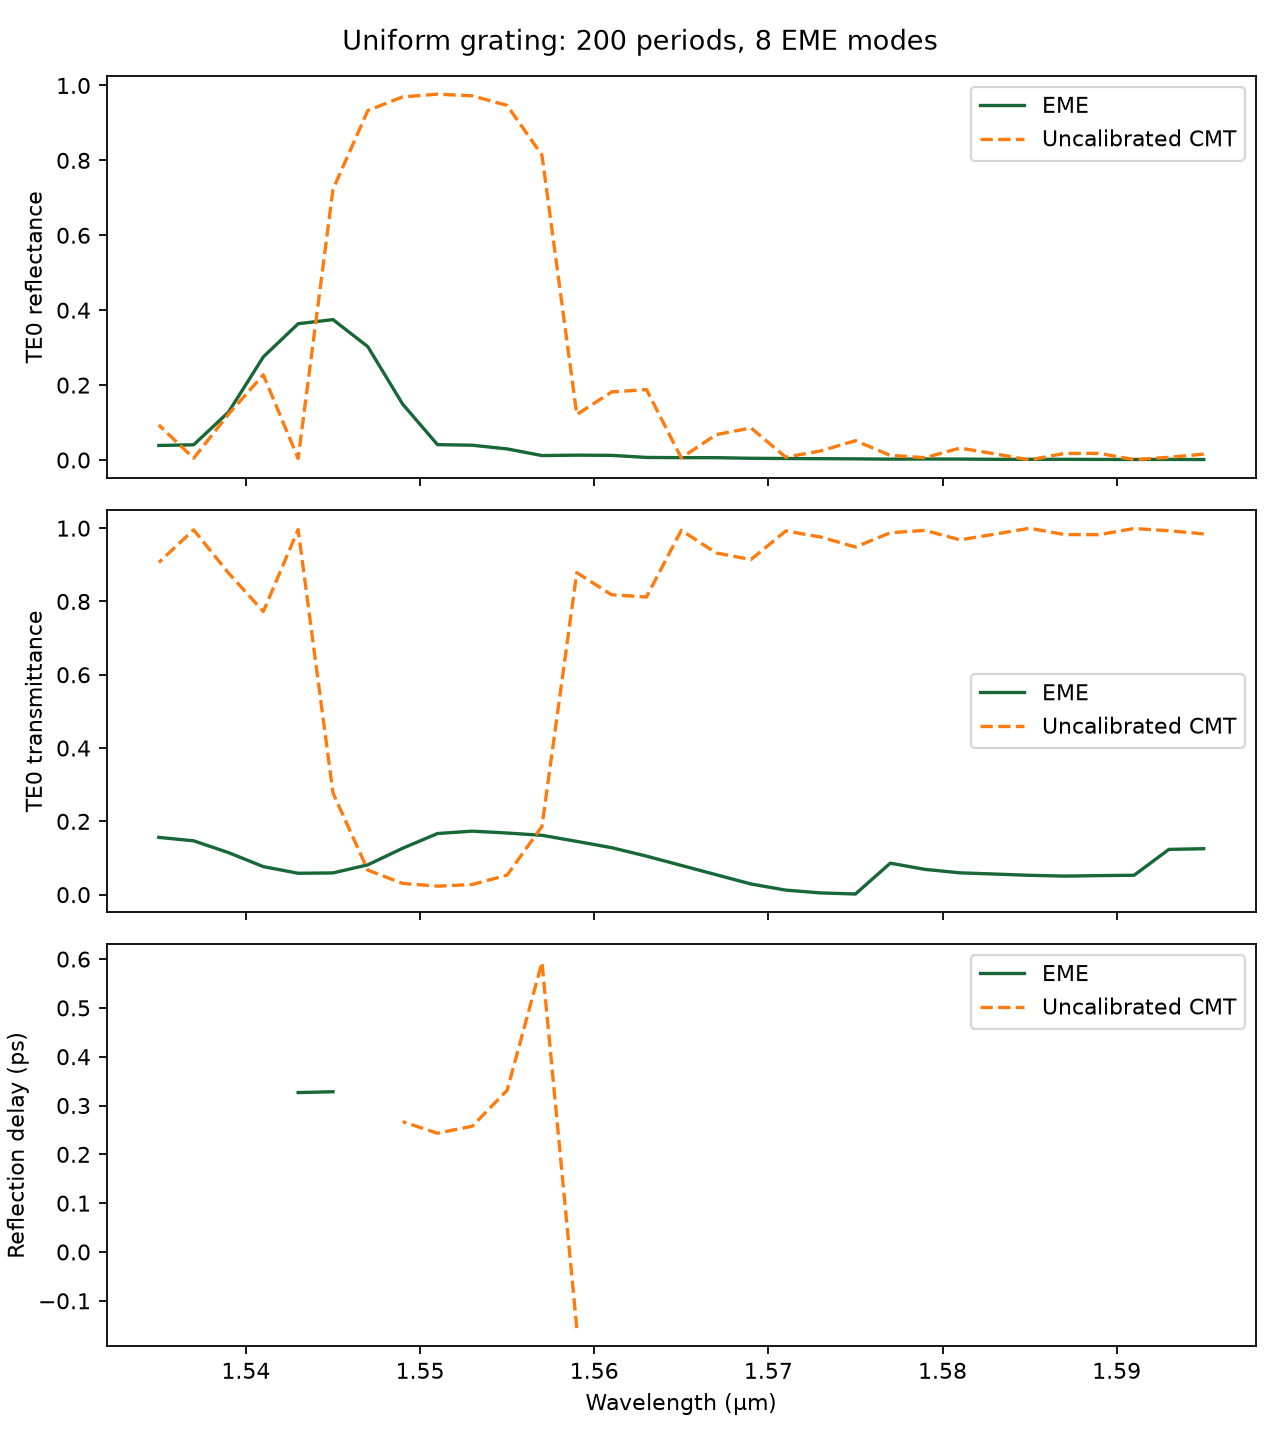 Uniform grating: 200 periods, 8 EME modes
1.0
0.8
0.6
0.4
0.2
0.0
TE0 reflectance
EME
Uncalibrated CMT
1.0
0.8
0.6
0.4
0.2
0.0
TE0 transmittance
EME
Uncalibrated CMT
0.6
0.5
0.4
0.3
0.2
0.1
0.0
−0.1
Reflection delay (ps)
EME
Uncalibrated CMT
1.54 1.55 1.56 1.57 1.58 1.59
Wavelength (μm)